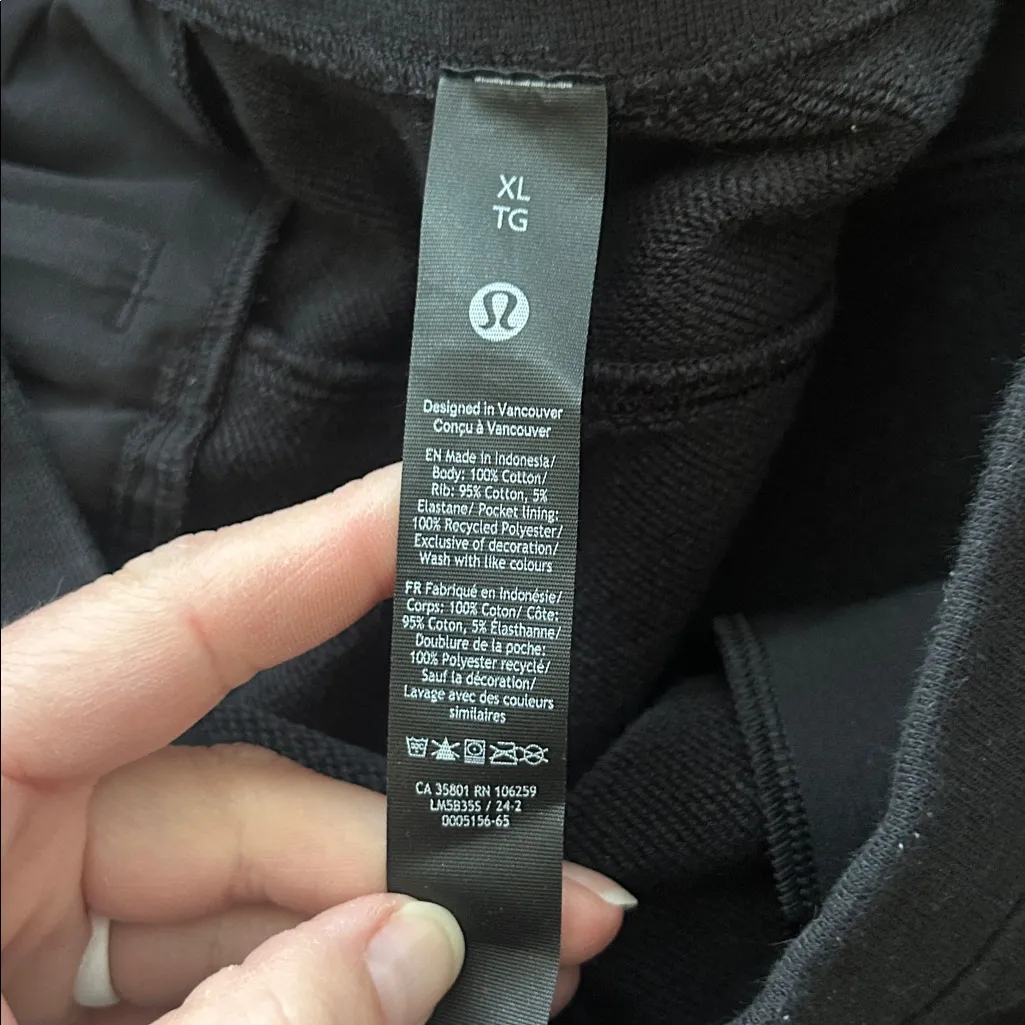 XL
TG
Designed in Vancouver
Conçu à Vancouver
EN Made in Indonesia/
Body: 100% Cotton/
Rib: 95% Cotton, 5%
Elastane/ Pocket lining:
100% Recycled Polyester/
Exclusive of decoration/
Wash with like colours
FR Fabriqué en Indonésie/
Corps: 100% Coton/ Côte:
95% Coton, 5% Élasthanne/
Doublure de la poche:
100% Polyester recyclé/
Sauf la décoration/
Lavage avec des couleurs
similaires
CA 35801 RN 106259
LM5B35S / 24-2
0005156-65